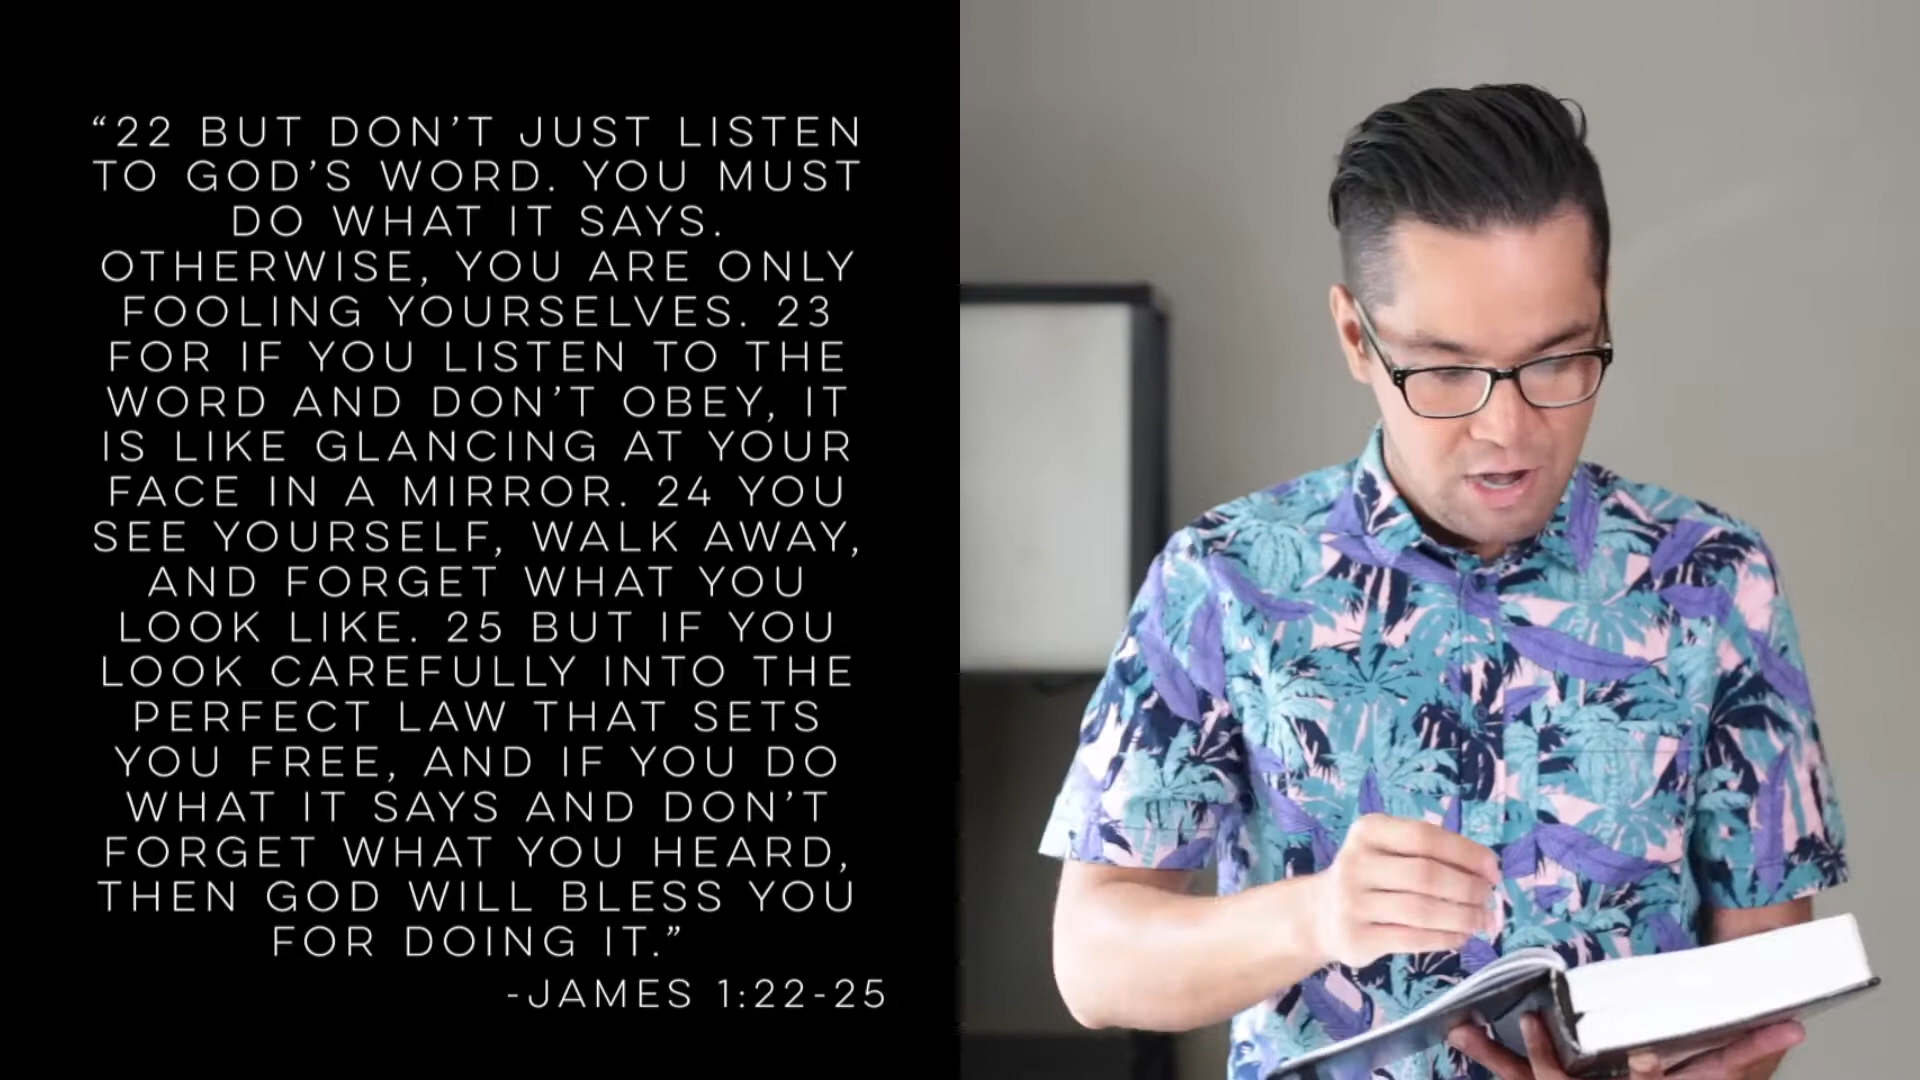 “22 BUT DON’T JUST LISTEN
TO GOD’S WORD. YOU MUST
DO WHAT IT SAYS.
OTHERWISE, YOU ARE ONLY
FOOLING YOURSELVES. 23
FOR IF YOU LISTEN TO THE
WORD AND DON’T OBEY, IT
IS LIKE GLANCING AT YOUR
FACE IN A MIRROR. 24 YOU
SEE YOURSELF, WALK AWAY,
AND FORGET WHAT YOU
LOOK LIKE. 25 BUT IF YOU
LOOK CAREFULLY INTO THE
PERFECT LAW THAT SETS
YOU FREE, AND IF YOU DO
WHAT IT SAYS AND DON’T
FORGET WHAT YOU HEARD,
THEN GOD WILL BLESS YOU
FOR DOING IT.”
-JAMES 1:22-25